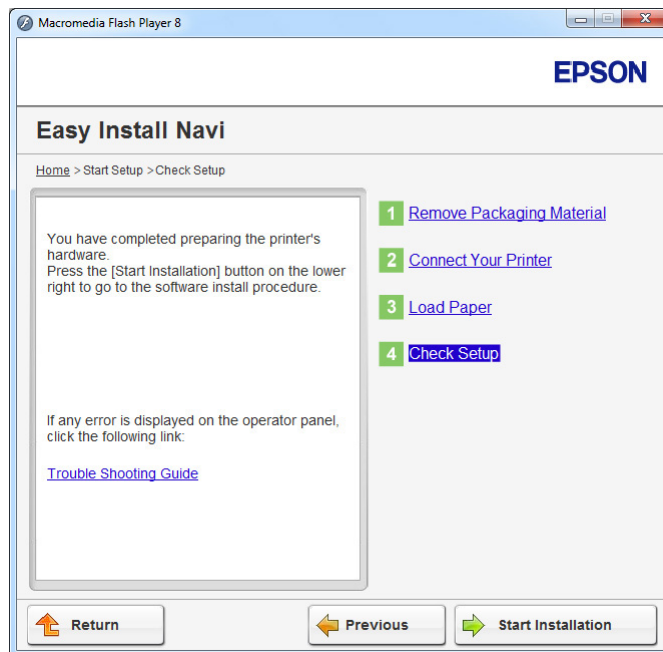 Macromedia Flash Player 8
EPSON
Easy Install Navi
Home > Start Setup >Check Setup
You have completed preparing the printer's
hardware.
Press the [Start Installation] button on the lower
right to go to the software install procedure.
If any error is displayed on the operator panel,
click the following link:
Trouble Shooting Guide
1 Remove Packaging Material
2 Connect Your Printer
3 Load Paper
4 Check Setup
Return
Previous
Start Installation